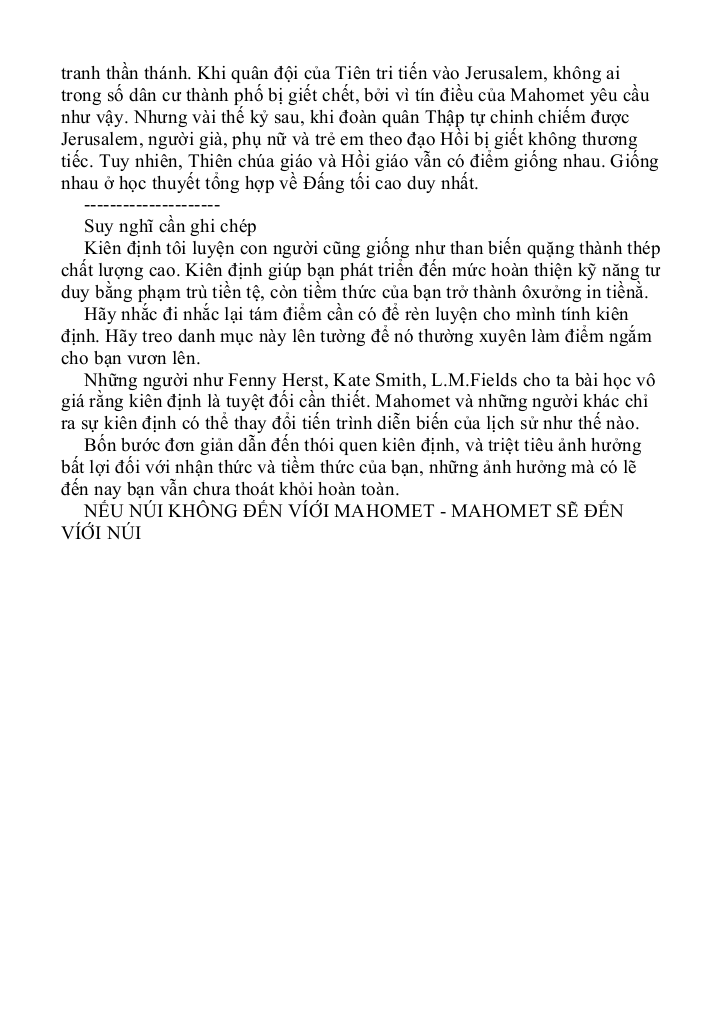 tranh thần thánh. Khi quân đội của Tiên tri tiến vào Jerusalem, không ai
trong số dân cư thành phố bị giết chết, bởi vì tín điều của Mahomet yêu cầu
như vậy. Nhưng vài thế kỷ sau, khi đoàn quân Thập tự chinh chiếm được
Jerusalem, người già, phụ nữ và trẻ em theo đạo Hồi bị giết không thương
tiếc. Tuy nhiên, Thiên chúa giáo và Hồi giáo vẫn có điểm giống nhau. Giống
nhau ở học thuyết tổng hợp về Đấng tối cao duy nhất.
---------------------
Suy nghĩ cần ghi chép
Kiên định tôi luyện con người cũng giống như than biến quặng thành thép
chất lượng cao. Kiên định giúp bạn phát triển đến mức hoàn thiện kỹ năng tư
duy bằng phạm trù tiền tệ, còn tiềm thức của bạn trở thành ôxưởng in tiềnằ.
Hãy nhắc đi nhắc lại tám điểm cần có để rèn luyện cho mình tính kiên
định. Hãy treo danh mục này lên tường để nó thường xuyên làm điểm ngắm
cho bạn vươn lên.
Những người như Fenny Herst, Kate Smith, L.M.Fields cho ta bài học vô
giá rằng kiên định là tuyệt đối cần thiết. Mahomet và những người khác chỉ
ra sự kiên định có thể thay đổi tiến trình diễn biến của lịch sử như thế nào.
Bốn bước đơn giản dẫn đến thói quen kiên định, và triệt tiêu ảnh hưởng
bất lợi đối với nhận thức và tiềm thức của bạn, những ảnh hưởng mà có lẽ
đến nay bạn vẫn chưa thoát khỏi hoàn toàn.
NẾU NÚI KHÔNG ĐẾN VÍỚI MAHOMET - MAHOMET SẼ ĐẾN
VÍỚI NÚI